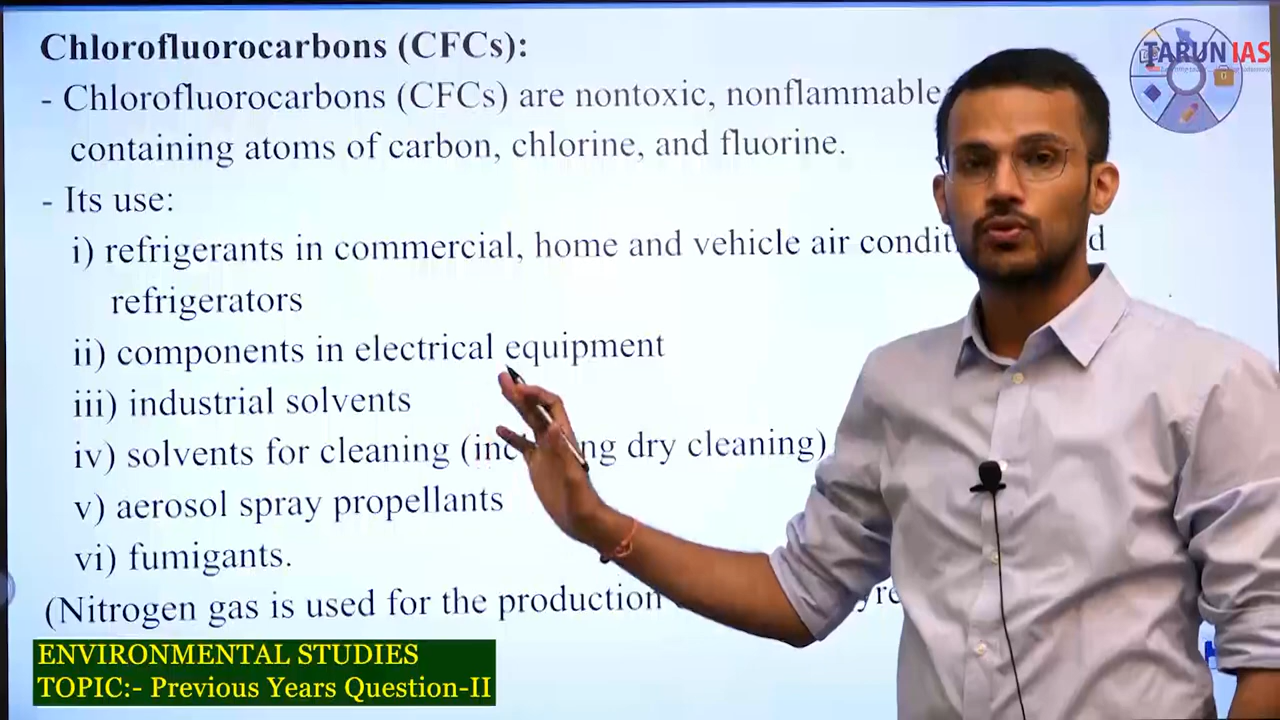 Chlorofluorocarbons (CFCs):
TARUN IAS
- Chlorofluorocarbons (CFCs) are nontoxic, nonflammable
containing atoms of carbon, chlorine, and fluorine.
- Its use:
i) refrigerants in commercial, home and vehicle air
refrigerators
ii) components in electrical equipment
iii) industrial solvents
iv) solvents for cleaning dry cleaning)
v) aerosol spray propellants
vi) fumigants.
(Nitrogen gas is used for the production
ENVIRONMENTAL STUDIES
TOPIC:- Previous Years Question-II